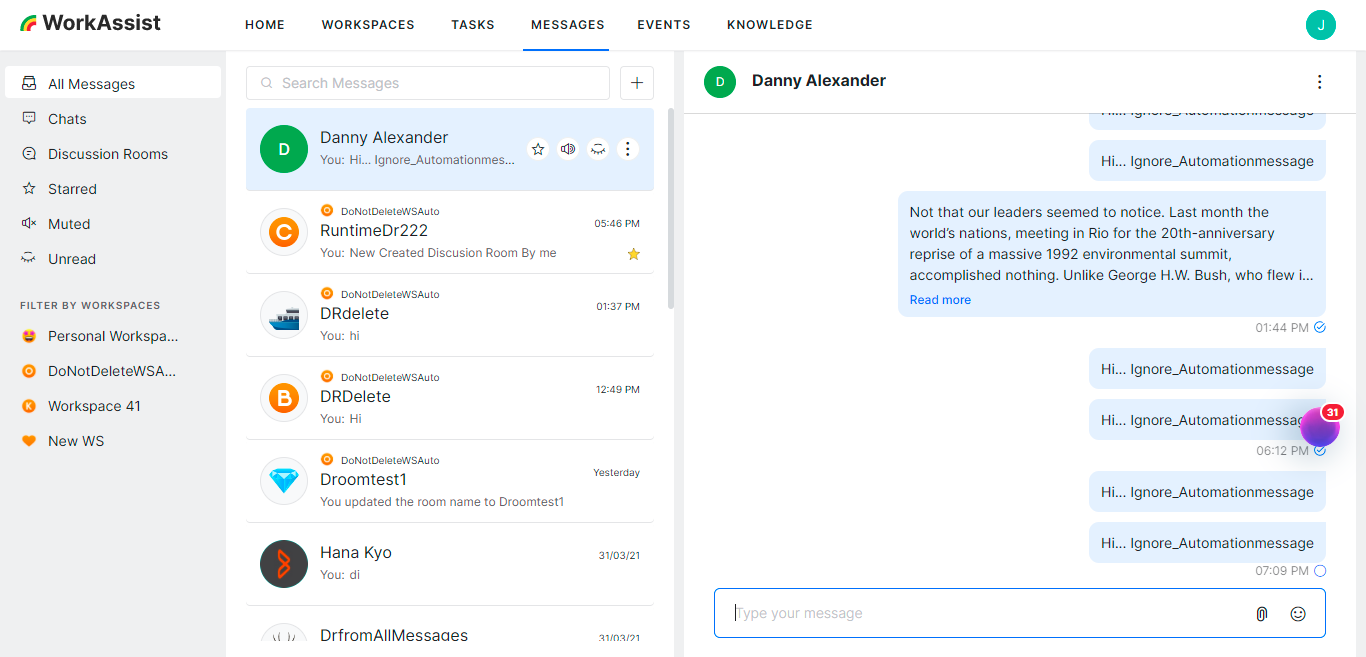 WorkAssist
HOME
WORKSPACES
TASKS
MESSAGES
EVENTS
KNOWLEDGE
J
All Messages
Chats
Discussion Rooms
Starred
Muted
Unread
FILTER BY WORKSPACES
Personal Workspa...
DoNotDeleteWSA...
K
Workspace 41
New WS
Search Messages
+
D
Danny Alexander
You: Hi... Ignore_Automationmes...
DoNotDeleteWSAuto
C
RuntimeDr222
05:46 PM
You: New Created Discusion Room By me
DoNotDeleteWSAuto
DRdelete
01:37 PM
You: hi
DoNotDeleteWSAuto
B
DRDelete
12:49 PM
You: Hi
DoNotDeleteWSAuto
Droomtest1
Yesterday
You updated the room name to Droomtest1
Hana Kyo
31/03/21
You: di
DrfromAllMessages
31/03/21
D
Danny Alexander
Hi... Ignore_Automationmessage
Hi... Ignore_Automationmessage
Not that our leaders seemed to notice. Last month the
world's nations, meeting in Rio for the 20th-anniversary
reprise of a massive 1992 environmental summit,
accomplished nothing. Unlike George H.W. Bush, who flew i...
Read more
01:44 PM
Hi... Ignore_Automationmessage
Hi... Ignore_Automationmessage
31
06:12 PM
Hi... Ignore_Automationmessage
Hi... Ignore_Automationmessage
07:09 PM
Type your message